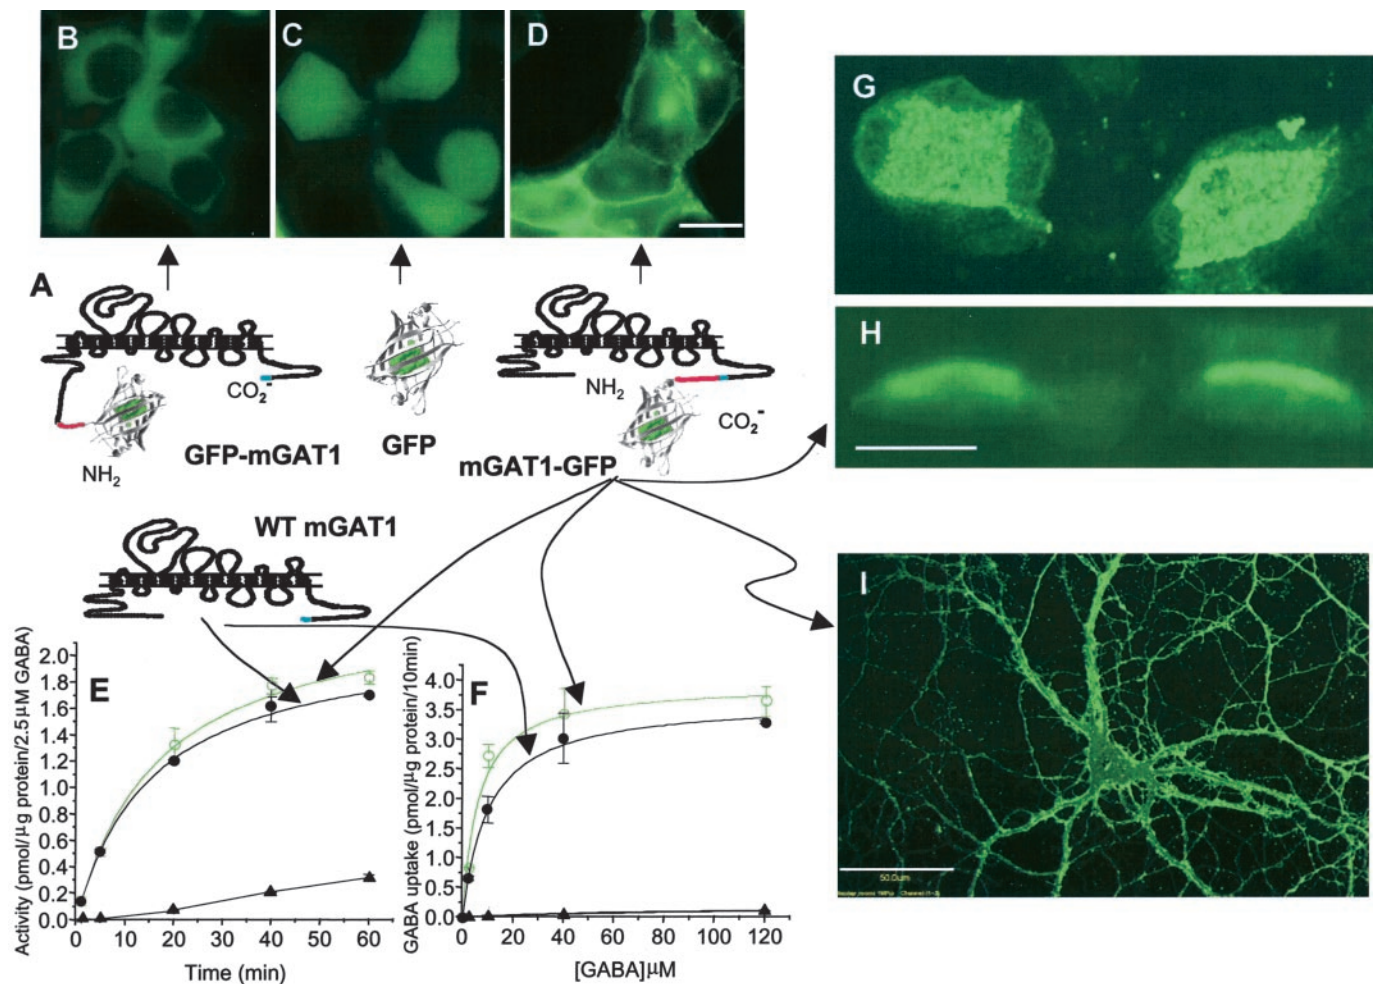 B
C
D
G
A
CO2-
NH2
GFP-mGAT1
GFP
NH2
CO2-
mGAT1-GFP
H
WT mGAT1
E
Activity (pmol/µg protein/2.5µM GABA)
2.0
1.8
1.6
1.4
1.2
1.0
0.8
0.6
0.4
0.2
0.0
0 10 20 30 40 50 60
Time (min)
F
GABA uptake (pmol/µg protein/10min)
4.0
3.5
3.0
2.5
2.0
1.5
1.0
0.5
0.0
0 20 40 60 80 100 120
[GABA]µM
I
50.0µm